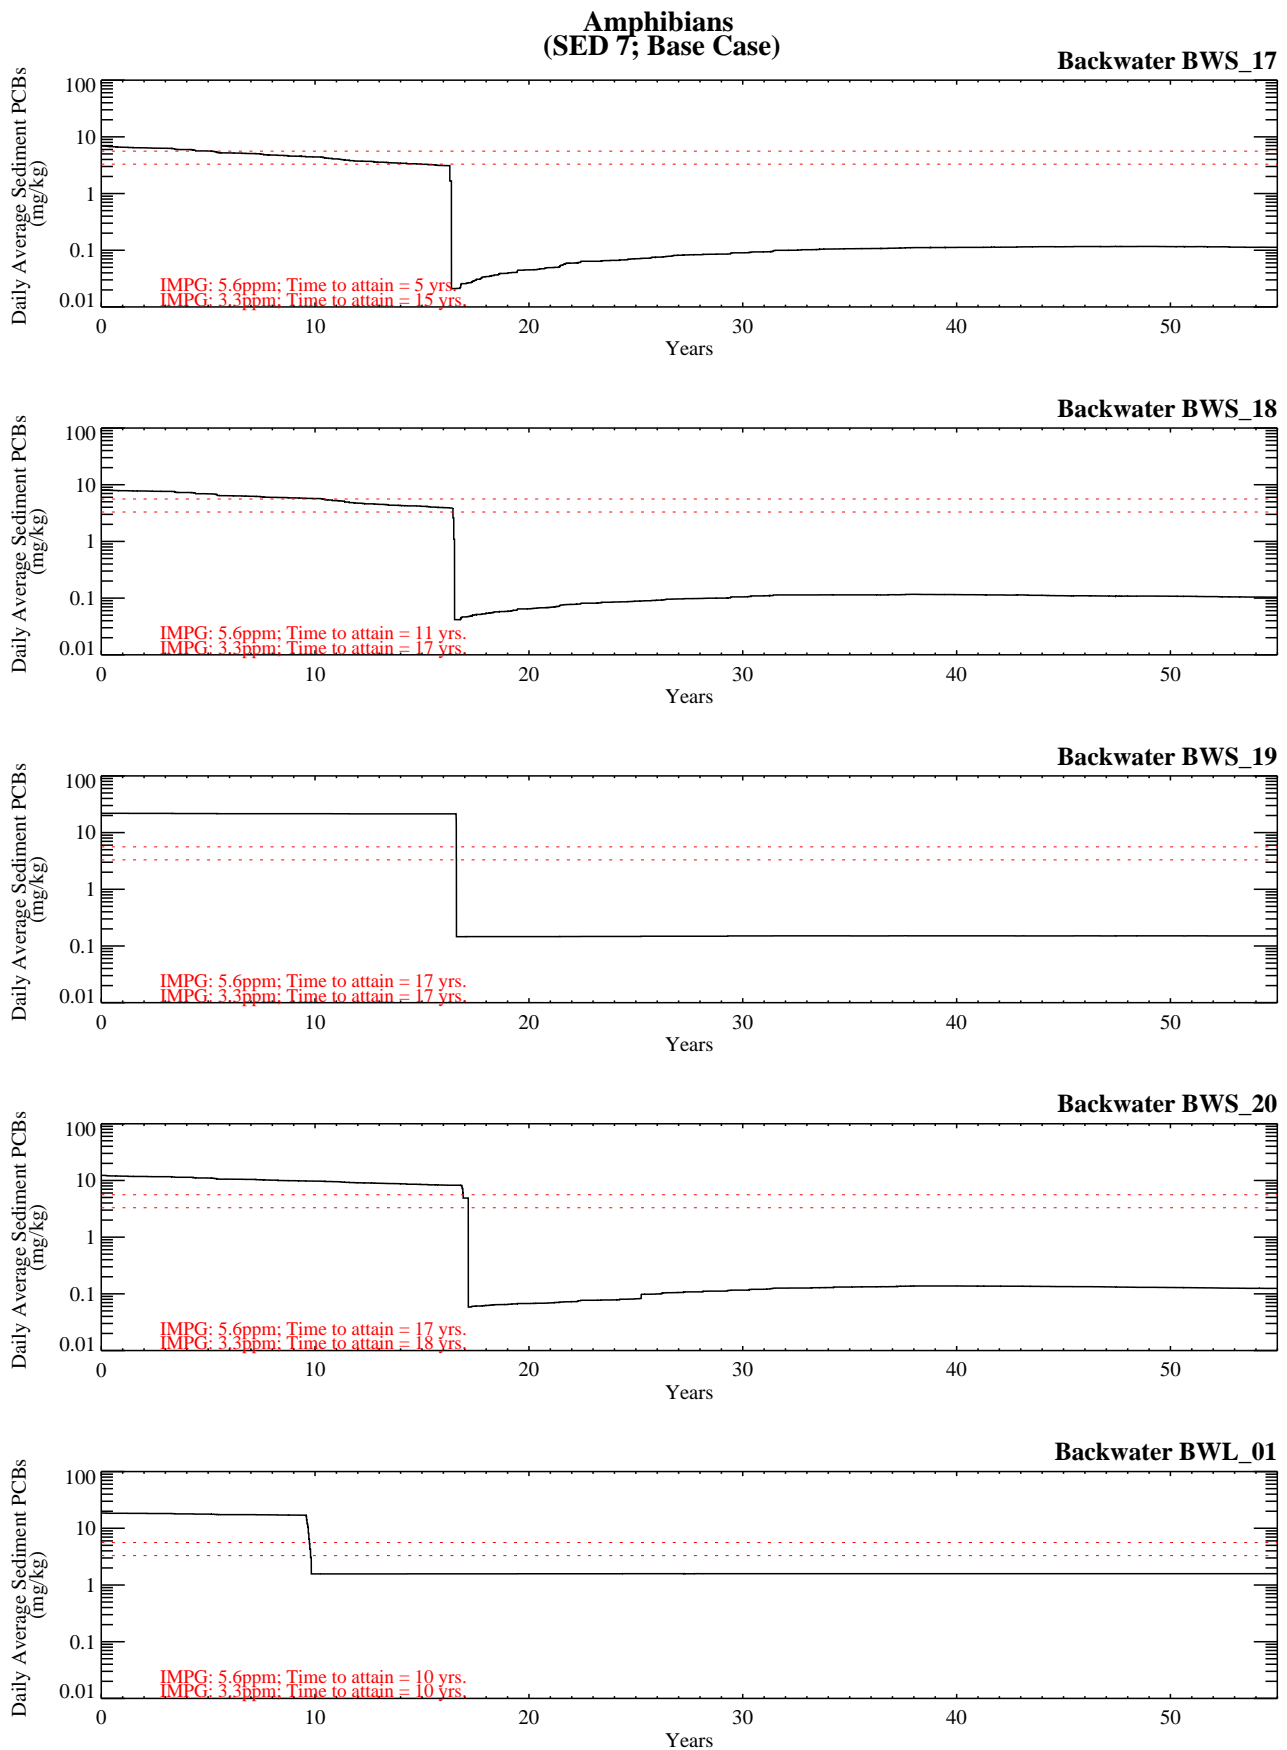 Amphibians
(SED 7; Base Case)
Backwater BWS_17
Daily Average Sediment PCBs
(mg/kg)
100
10
1
0.1
0.01
IMPG: 5.6ppm; Time to attain = 5 yrs.
IMPG: 3.3ppm; Time to attain = 15 yrs.
0 10 20 30 40 50
Years
Backwater BWS_18
Daily Average Sediment PCBs
(mg/kg)
100
10
1
0.1
0.01
IMPG: 5.6ppm; Time to attain = 11 yrs.
IMPG: 3.3ppm; Time to attain = 17 yrs.
0 10 20 30 40 50
Years
Backwater BWS_19
Daily Average Sediment PCBs
(mg/kg)
100
10
1
0.1
0.01
IMPG: 5.6ppm; Time to attain = 17 yrs.
IMPG: 3.3ppm; Time to attain = 17 yrs.
0 10 20 30 40 50
Years
Backwater BWS_20
Daily Average Sediment PCBs
(mg/kg)
100
10
1
0.1
0.01
IMPG: 5.6ppm; Time to attain = 17 yrs.
IMPG: 3.3ppm; Time to attain = 18 yrs.
0 10 20 30 40 50
Years
Backwater BWL_01
Daily Average Sediment PCBs
(mg/kg)
100
10
1
0.1
0.01
IMPG: 5.6ppm; Time to attain = 10 yrs.
IMPG: 3.3ppm; Time to attain = 10 yrs.
0 10 20 30 40 50
Years